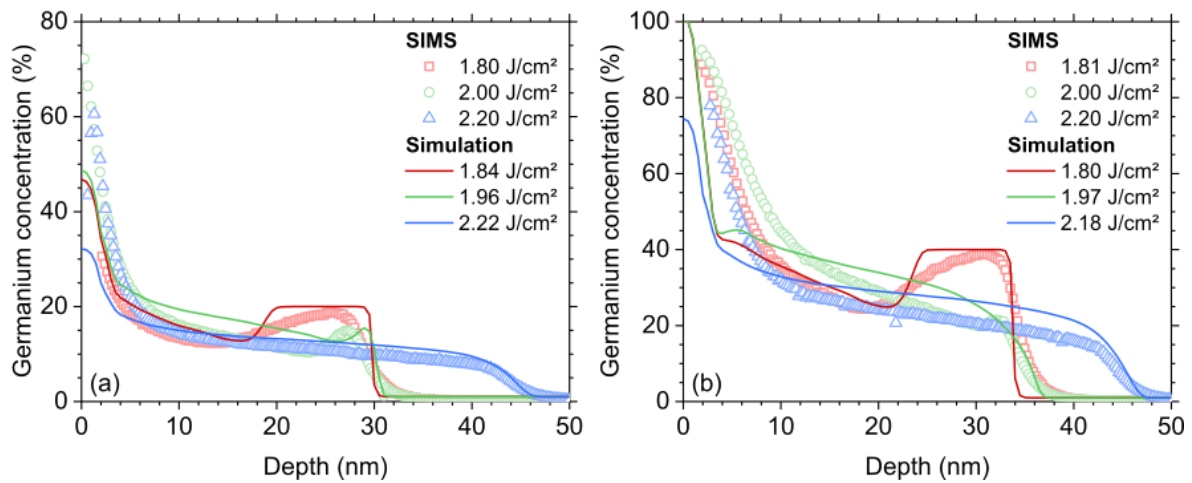 Germanium concentration (%)
80
60
40
20
0
SIMS
1.80 J/cm²
2.00 J/cm²
2.20 J/cm²
Simulation
1.84 J/cm²
1.96 J/cm²
2.22 J/cm²
(a)
0 10 20 30 40 50
Depth (nm)
Germanium concentration (%)
100
80
60
40
20
0
SIMS
1.81 J/cm²
2.00 J/cm²
2.20 J/cm²
Simulation
1.80 J/cm²
1.97 J/cm²
2.18 J/cm²
(b)
0 10 20 30 40 50
Depth (nm)